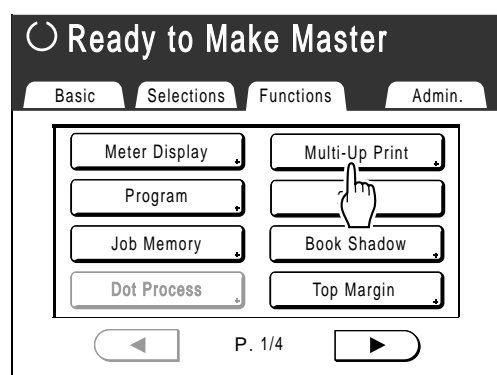 Ready to Make Master
Basic Selections Functions Admin.
Meter Display Multi-Up Print
Program
Job Memory Book Shadow
Dot Process Top Margin
P. 1/4